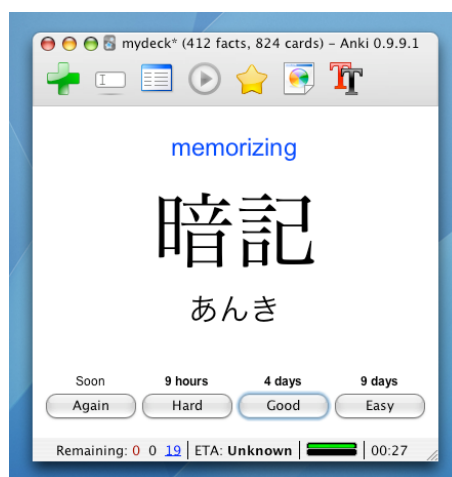 mydeck* (412 facts, 824 cards) – Anki 0.9.9.1
memorizing
暗記
あんき
Soon 9 hours 4 days 9 days
Again Hard Good Easy
Remaining: 0 0 19 ETA: Unknown 00:27